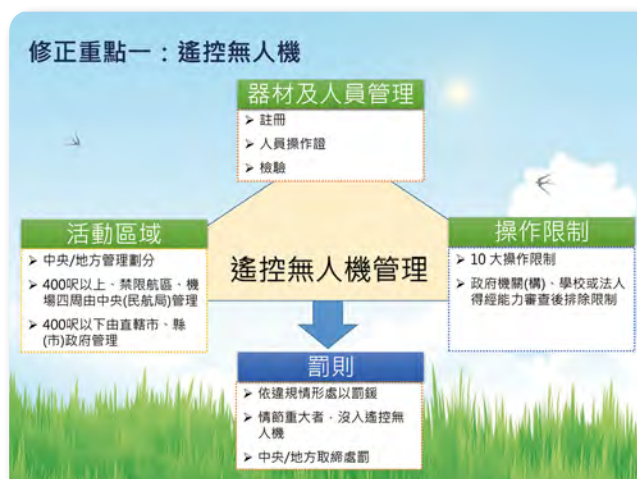 修正重點一：遙控無人機
器材及人員管理
➢ 註冊
➢ 人員操作證
➢ 檢驗
活動區域
➢ 中央/地方管理劃分
➢ 400呎以上、禁限航區、機
場四周由中央(民航局)管理
➢ 400呎以下由直轄市、縣
(市)政府管理
遙控無人機管理
操作限制
➢ 10 大操作限制
➢ 政府機關(構)、學校或法人
得經能力審查後排除限制
罰則
➢ 依違規情形處以罰鍰
➢ 情節重大者，沒入遙控無
人機
➢ 中央/地方取締處罰